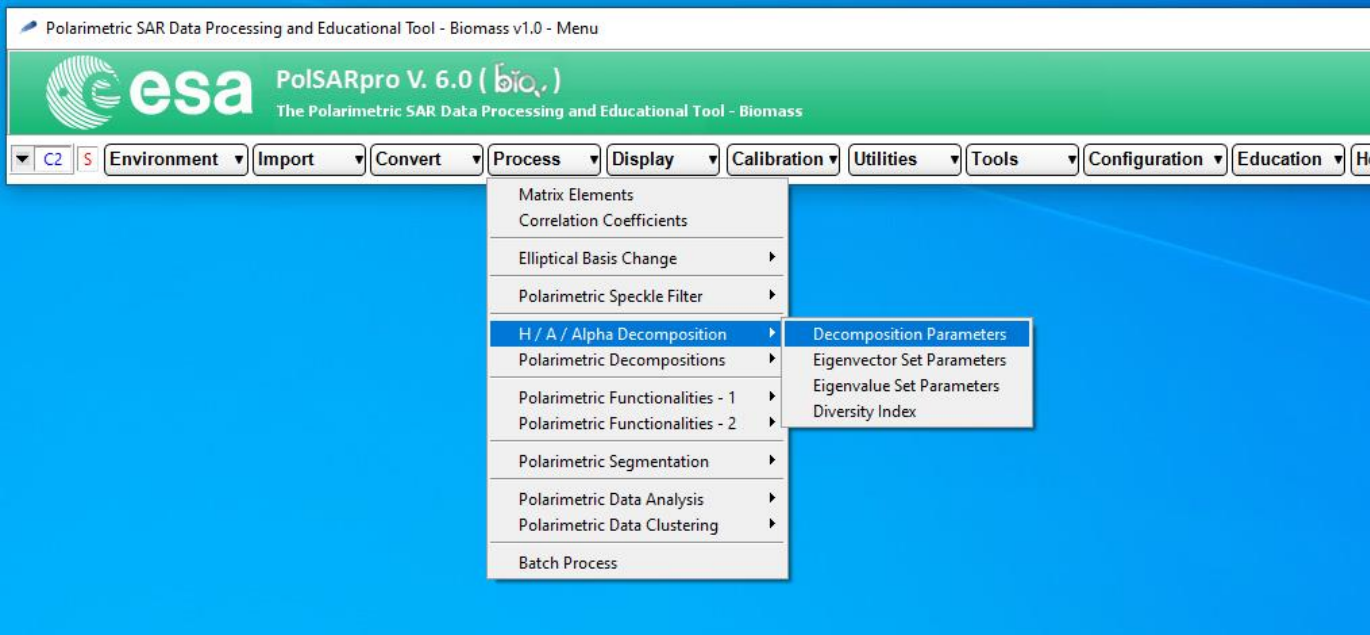 Polarimetric SAR Data Processing and Educational Tool - Biomass v1.0 - Menu
esa
PolSARpro V. 6.0 ( bio, )
The Polarimetric SAR Data Processing and Educational Tool - Biomass
C2 S Environment Import Convert Process Display Calibration Utilities Tools Configuration Education
Matrix Elements
Correlation Coefficients
Elliptical Basis Change
Polarimetric Speckle Filter
H / A / Alpha Decomposition
Polarimetric Decompositions
Polarimetric Functionalities - 1
Polarimetric Functionalities - 2
Polarimetric Segmentation
Polarimetric Data Analysis
Polarimetric Data Clustering
Batch Process
Decomposition Parameters
Eigenvector Set Parameters
Eigenvalue Set Parameters
Diversity Index